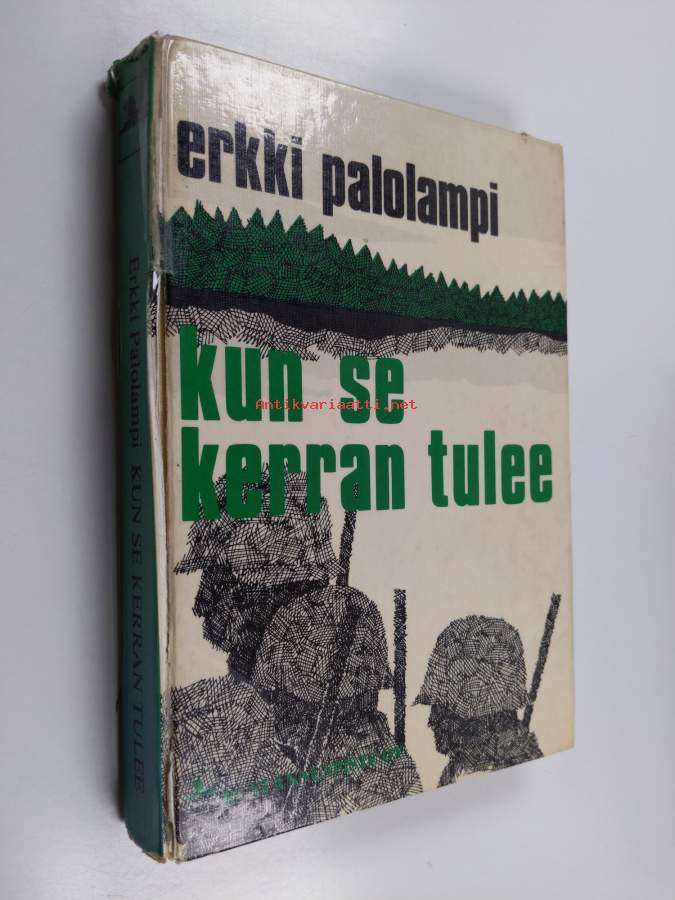 erkki palolampi
kun se
kerran tulee
Antikvariaatti.net
Erkki Palolampi KUN SE KERRAN TULEE